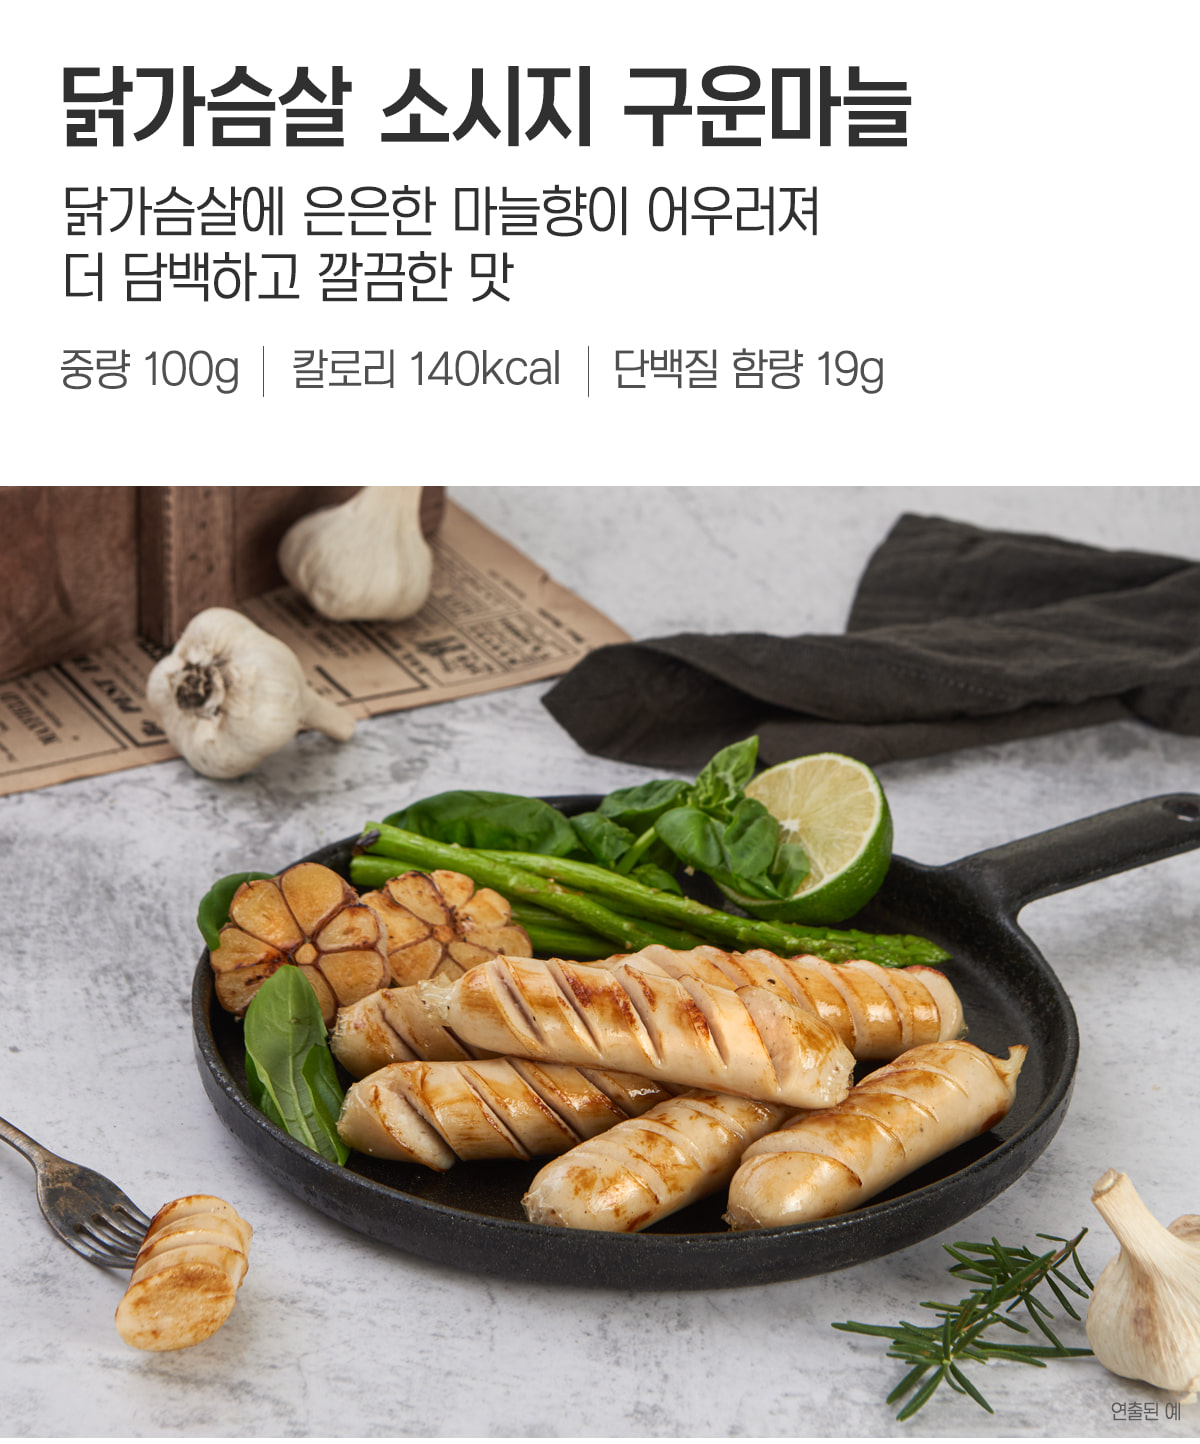 닭가슴살 소시지 구운마늘
닭가슴살에 은은한 마늘향이 어우러져
더 담백하고 깔끔한 맛
중량 100g | 칼로리 140kcal | 단백질 함량 19g
연출된 예